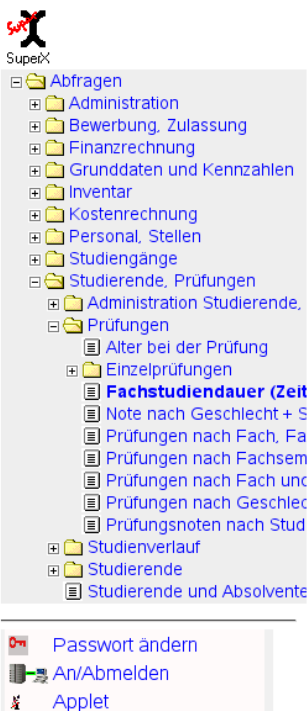 Super
SuperX
Abfragen
Administration
Bewerbung, Zulassung
Finanzrechnung
Grunddaten und Kennzahlen
Inventar
Kostenrechnung
Personal, Stellen
Studiengänge
Studierende, Prüfungen
Administration Studierende,
Prüfungen
Alter bei der Prüfung
Einzelprüfungen
Fachstudiendauer (Zeit
Note nach Geschlecht + S
Prüfungen nach Fach, Fa
Prüfungen nach Fachsem
Prüfungen nach Fach und
Prüfungen nach Geschlec
Prüfungsnoten nach Stud
Studienverlauf
Studierende
Studierende und Absolvente
Passwort ändern
An/Abmelden
Applet